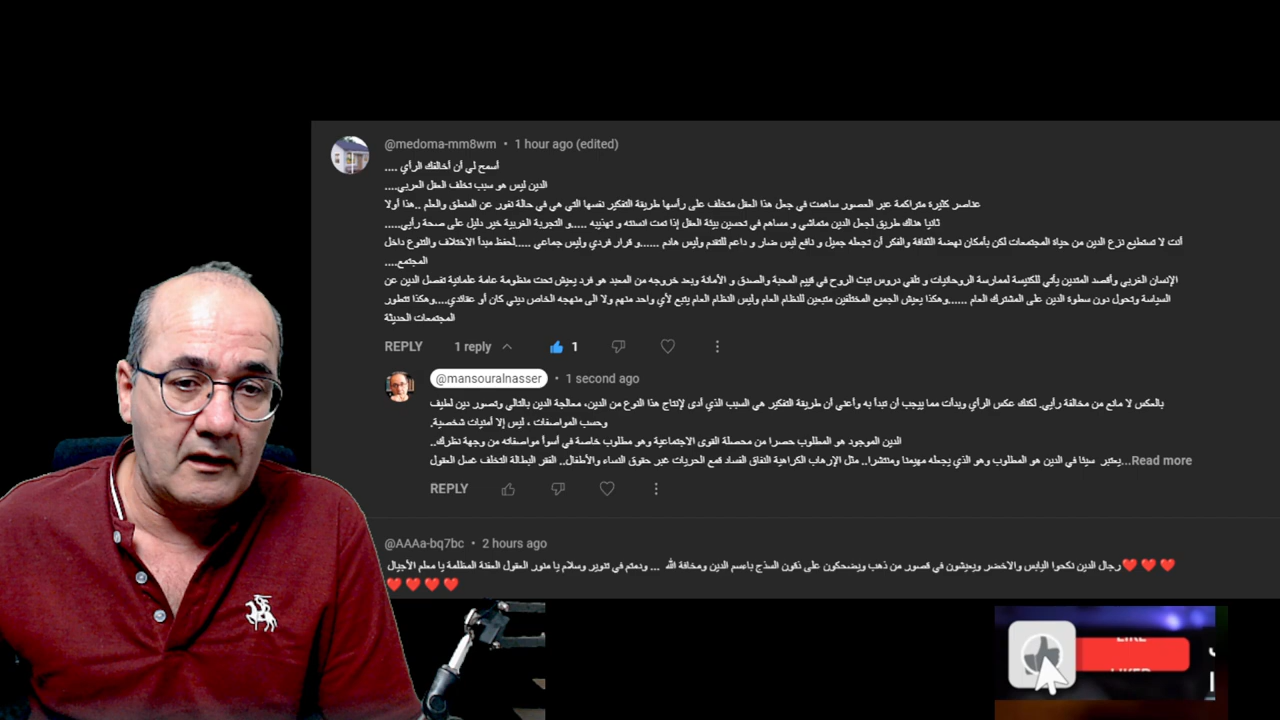 @medoma-mm8wm • 1 hour ago (edited)
أسمح لي أن أخالفك الرأي ....
الدين ليس هو سبب تخلف العقل العربي....
عناصر كثيرة متراكمة عبر العصور ساهمت في جعل هذا العقل متخلف على رأسها طريقة التفكير نفسها التي هي في حالة نفور عن المنطق والعلم ..هذا أولا
ثانيا هناك طريق لجعل الدين متماشي و مساهم في تحسين بيئة العقل إذا تمت انسنته و تهذيبه .....و التجربة الغربية خير دليل على صحة رأيي.....
أنت لا تستطيع نزع الدين من حياة المجتمعات لكن بأمكان نهضة الثقافة والفكر أن تجعله جميل و دافع ليس ضار و داعم للتقدم وليس هادم ......و قرار فردي وليس جماعي .....لحفظ مبدأ الاختلاف والتنوع داخل
المجتمع....
الإنسان الغربي وأقصد المتدين يأتي للكنيسة لممارسة الروحانيات و تلقي دروس تبث الروح في قييم المحبة والصدق و الأمانة وبعد خروجه من المعبد هو فرد يعيش تحت منظومة عامة علمانية تفصل الدين عن
السياسة وتحول دون سطوة الدين على المشترك العام ......وهكذا يعيش الجميع المختلفين متبعين للنظام العام وليس النظام العام يتبع لأي واحد منهم ولا الى منهجه الخاص ديني كان أو عقائدي....وهكذا تتطور
المجتمعات الحديثة
REPLY 1 reply 1
@mansouralnasser • 1 second ago
بالعكس لا مانع من مخالفة رأيي. لكنك عكس الرأي وبدأت مما يبجب أن تبدأ به وأعني أن طريقة التفكير هي السبب الذي أدى لإنتاج هذا النوع من الدين، معالجة الدين بالتالي وتصور دين لطيف
وحسب المواصفات ، ليس إلا أمنيات شخصية.
الدين الموجود هو المطلوب حصرا من محصلة القوى الاجتماعية وهو مطلوب خاصة في أسوأ مواصفاته من وجهة نظرك..
يعتبر سيئا في الدين هو المطلوب وهو الذي يجعله مهيمنا ومنتشرا.. مثل الإرهاب الكراهية النفاق الفساد قمع الحريات عبر حقوق النساء والأطفال.. الفقر البطالة التخلف غسل العقول...Read more
REPLY
@AAAa-bq7bc • 2 hours ago
❤️❤️❤️رجال الدين نكحوا اليابس والاخضر ويعيشون في قصور من ذهب ويضحكون على ذقون السذج باءسم الدين ومخافة الله ... ودمتم في تنوير وسلام يا منور العقول العفنة المظلمة يا معلم الأجيال
❤️❤️❤️❤️